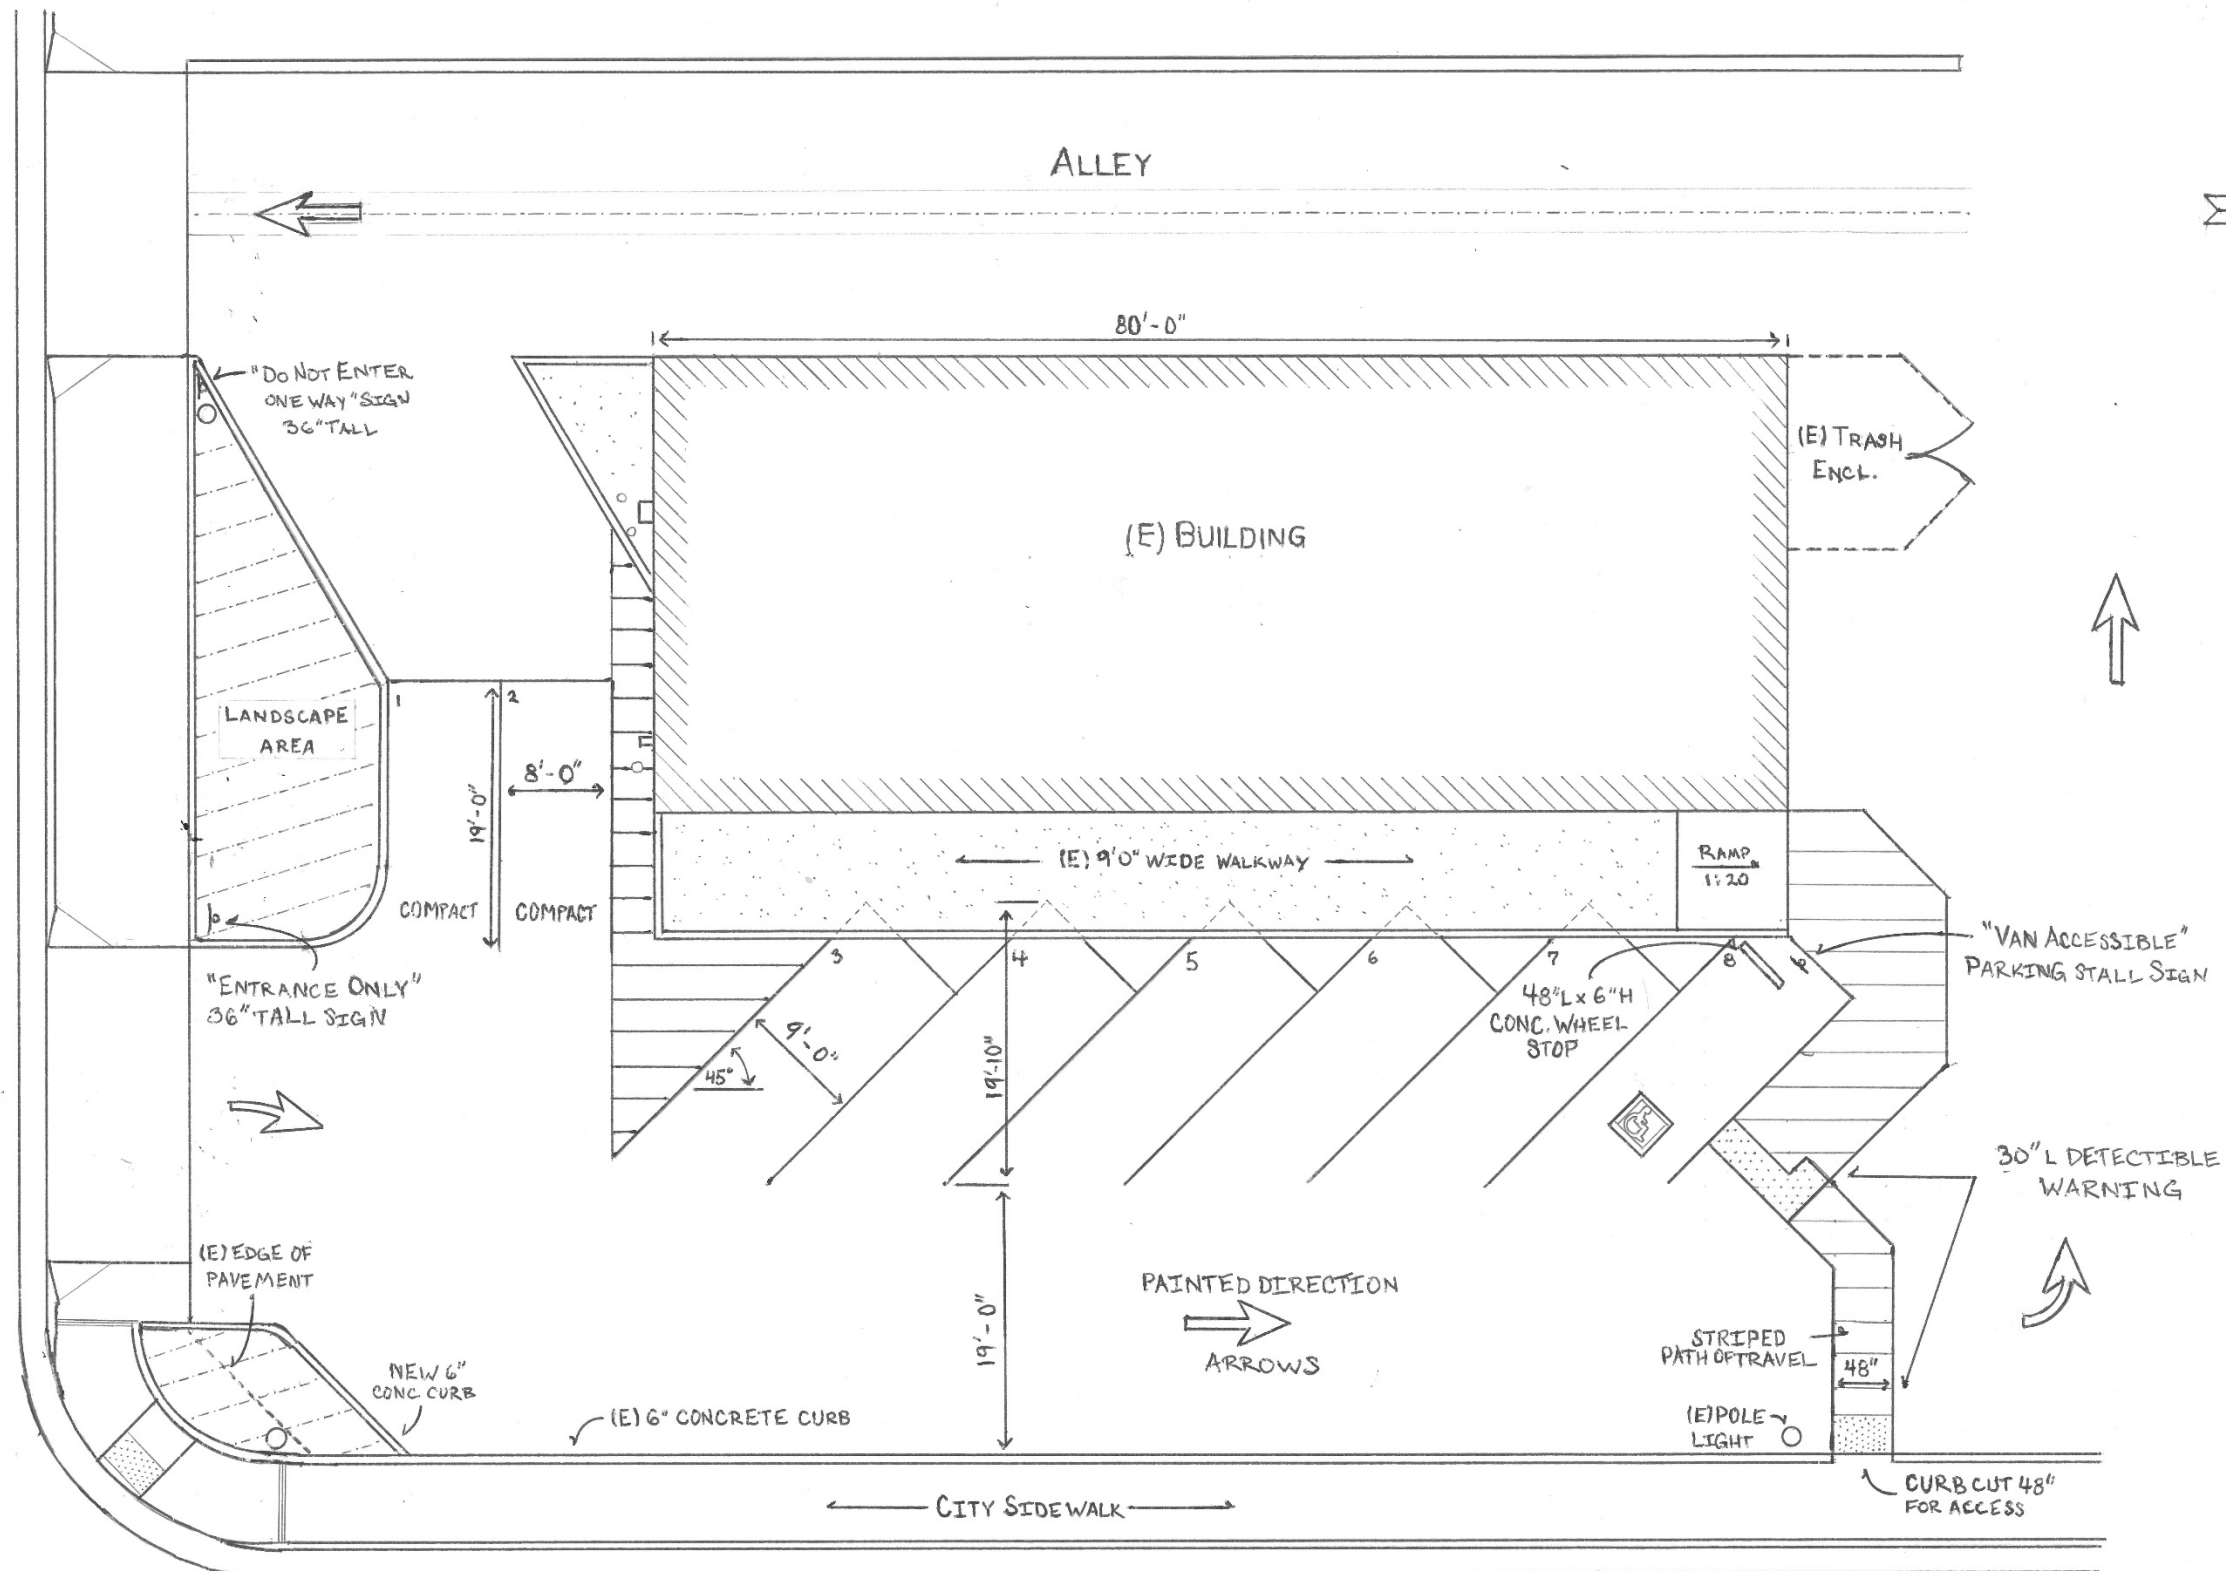 ALLEY
80'-0"
"DO NOT ENTER
ONE WAY" SIGN
36" TALL
(E) TRASH
ENCL.
(E) BUILDING
LANDSCAPE
AREA
1
2
8'-0"
19'-0"
COMPACT
COMPACT
(E) 9'0" WIDE WALKWAY
RAMP
1:20
"ENTRANCE ONLY"
36" TALL SIGN
3
4
5
6
7
8
"VAN ACCESSIBLE"
PARKING STALL SIGN
48"L x 6"H
CONC. WHEEL
STOP
9'-0"
45°
19'-10"
30" L DETECTIBLE
WARNING
(E) EDGE OF
PAVEMENT
19'-0"
PAINTED DIRECTION
ARROWS
STRIPED
PATH OF TRAVEL
48"
NEW 6"
CONC. CURB
(E) 6" CONCRETE CURB
(E) POLE
LIGHT
CURB CUT 48"
FOR ACCESS
CITY SIDEWALK